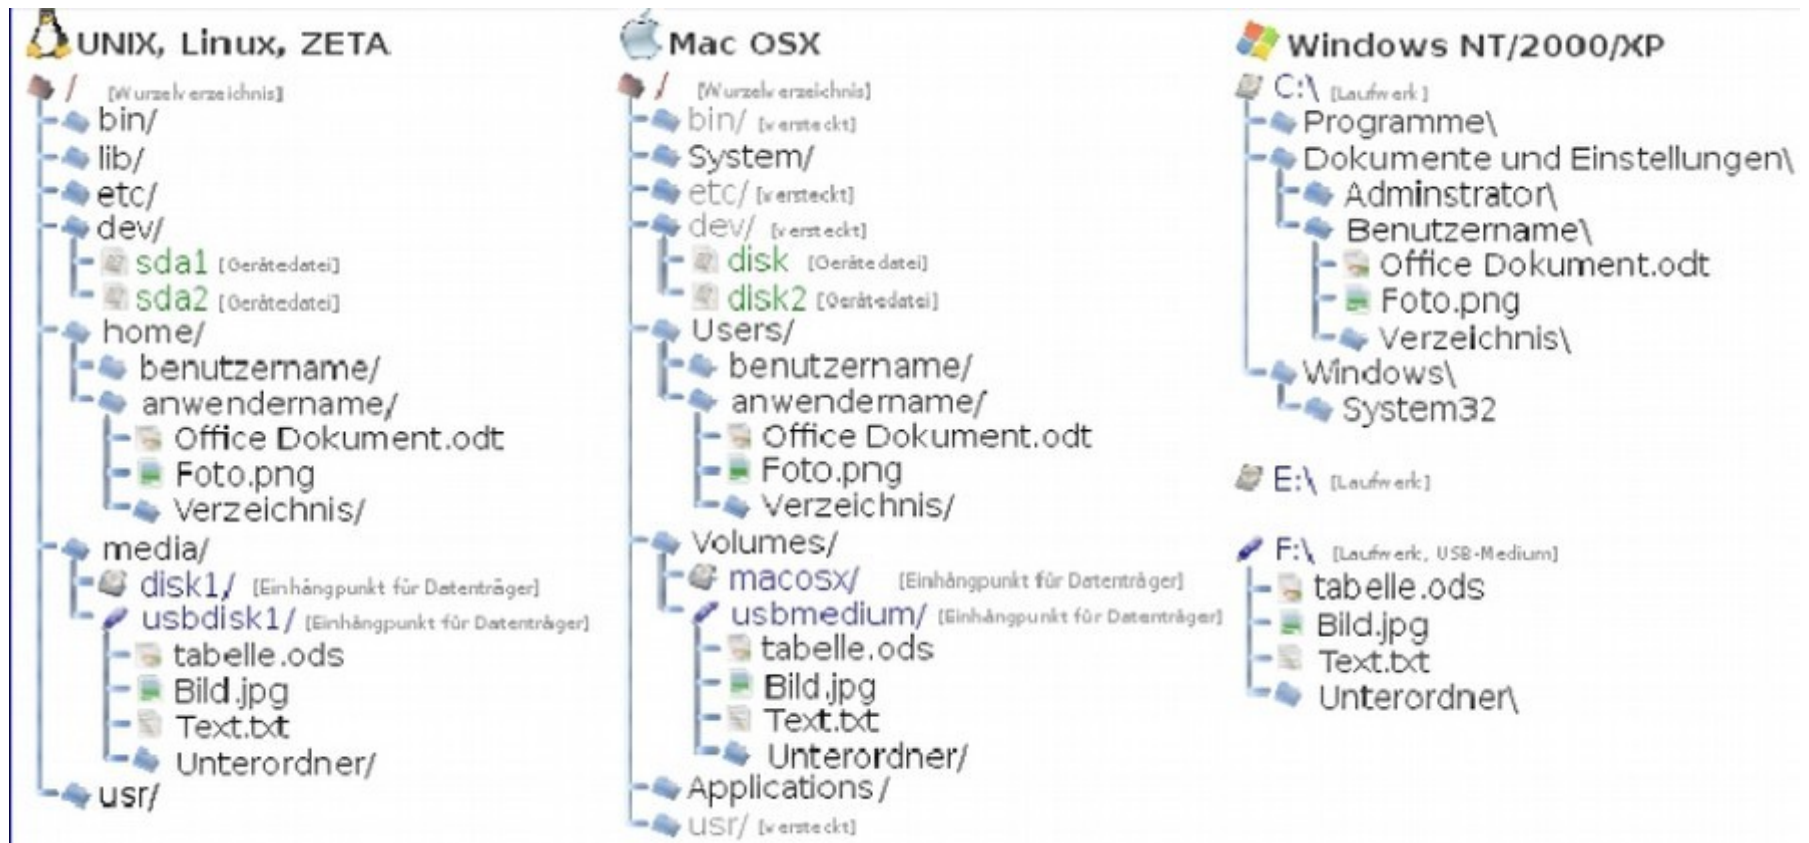 UNIX, Linux, ZETA
/ [Wurzelverzeichnis]
bin/
lib/
etc/
dev/
sda1 [Gerätedatei]
sda2 [Gerätedatei]
home/
benutzername/
anwendername/
Office Dokument.odt
Foto.png
Verzeichnis/
media/
disk1/ [Einhängpunkt für Datenträger]
usbdisk1/ [Einhängpunkt für Datenträger]
tabelle.ods
Bild.jpg
Text.txt
Unterordner/
usr/
Mac OSX
/ [Wurzelverzeichnis]
bin/ [versteckt]
System/
etc/ [versteckt]
dev/ [versteckt]
disk [Gerätedatei]
disk2 [Gerätedatei]
Users/
benutzername/
anwendername/
Office Dokument.odt
Foto.png
Verzeichnis/
Volumes/
macosx/ [Einhängpunkt für Datenträger]
usbmedium/ [Einhängpunkt für Datenträger]
tabelle.ods
Bild.jpg
Text.txt
Unterordner/
Applications/
usr/ [versteckt]
Windows NT/2000/XP
C:\ [Laufwerk]
Programme\
Dokumente und Einstellungen\
Adminstrator\
Benutzername\
Office Dokument.odt
Foto.png
Verzeichnis\
Windows\
System32
E:\ [Laufwerk]
F:\ [Laufwerk, USB-Medium]
tabelle.ods
Bild.jpg
Text.txt
Unterordner\